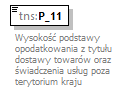 tns:P_11
Wysokość podstawy
opodatkowania z tytułu
dostawy towarów oraz
świadczenia usług poza
terytorium kraju